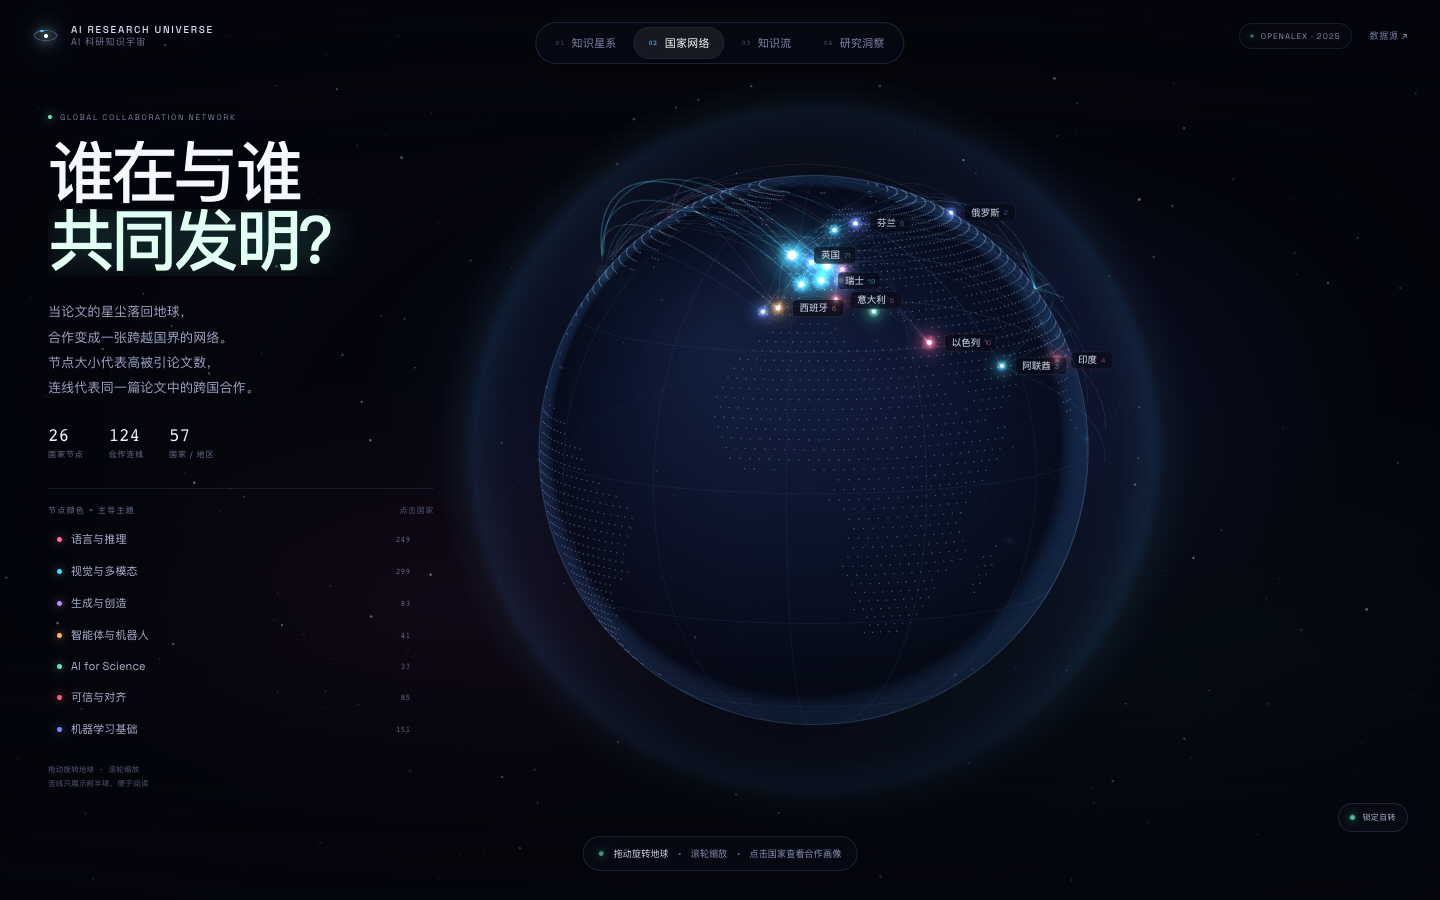 AI RESEARCH UNIVERSE
AI 科研知识宇宙
01 知识星系
02 国家网络
03 知识流
04 研究洞察
OPENALEX · 2025
数据源 ↗
GLOBAL COLLABORATION NETWORK
谁在与谁
共同发明?
当论文的星尘落回地球，
合作变成一张跨越国界的网络。
节点大小代表高被引论文数，
连线代表同一篇论文中的跨国合作。
26
国家节点
124
合作连线
57
国家 / 地区
节点颜色 = 主导主题
点击国家
语言与推理 249
视觉与多模态 299
生成与创造 83
智能体与机器人 41
AI for Science 37
可信与对齐 85
机器学习基础 151
拖动旋转地球 · 滚轮缩放
连线只展示前半球，便于阅读
俄罗斯 2
芬兰
英国 71
瑞士 19
意大利 6
西班牙 6
以色列 10
阿联酋
印度 4
拖动旋转地球 · 滚轮缩放 · 点击国家查看合作画像
锁定自转